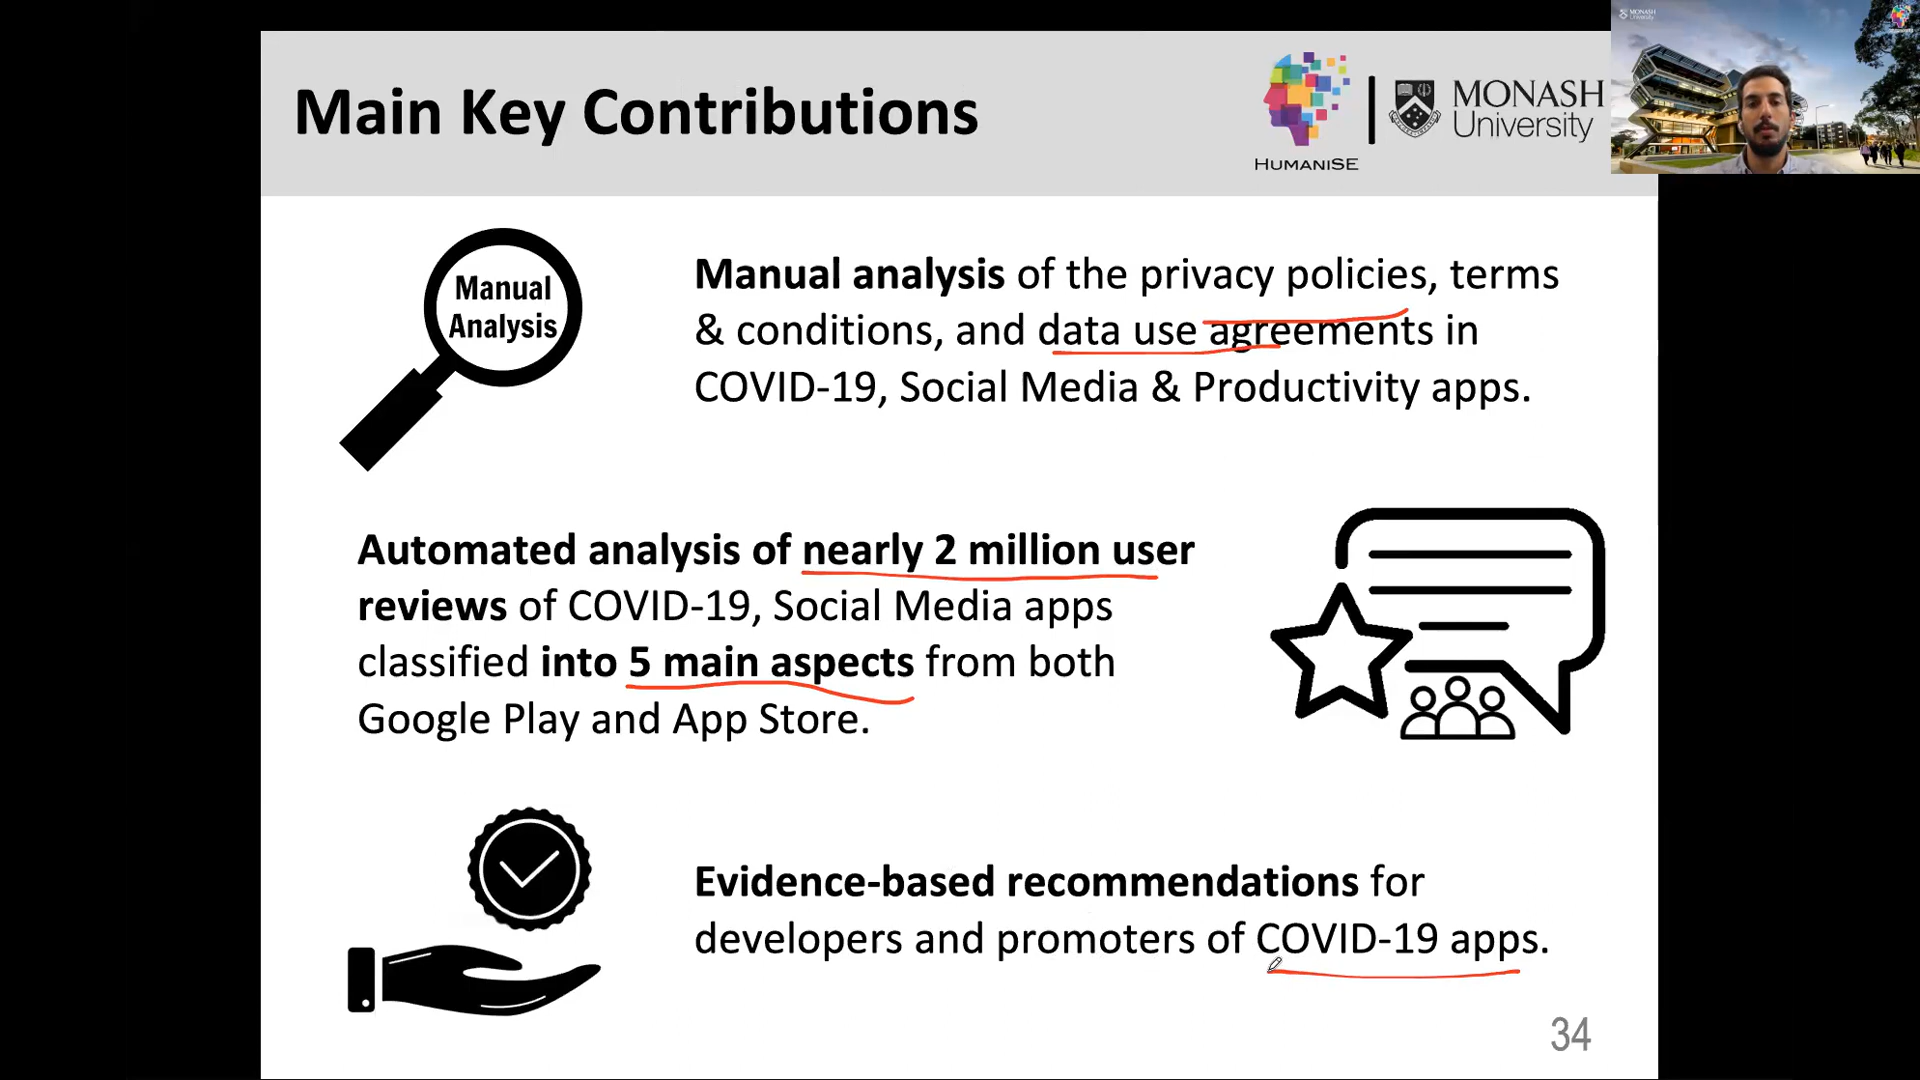 Main Key Contributions
HUMANISE
MONASH
University
MONASH
University
Manual
Analysis
Manual analysis of the privacy policies, terms
& conditions, and data use agreements in
COVID-19, Social Media & Productivity apps.
Automated analysis of nearly 2 million user
reviews of COVID-19, Social Media apps
classified into 5 main aspects from both
Google Play and App Store.
Evidence-based recommendations for
developers and promoters of COVID-19 apps.
34